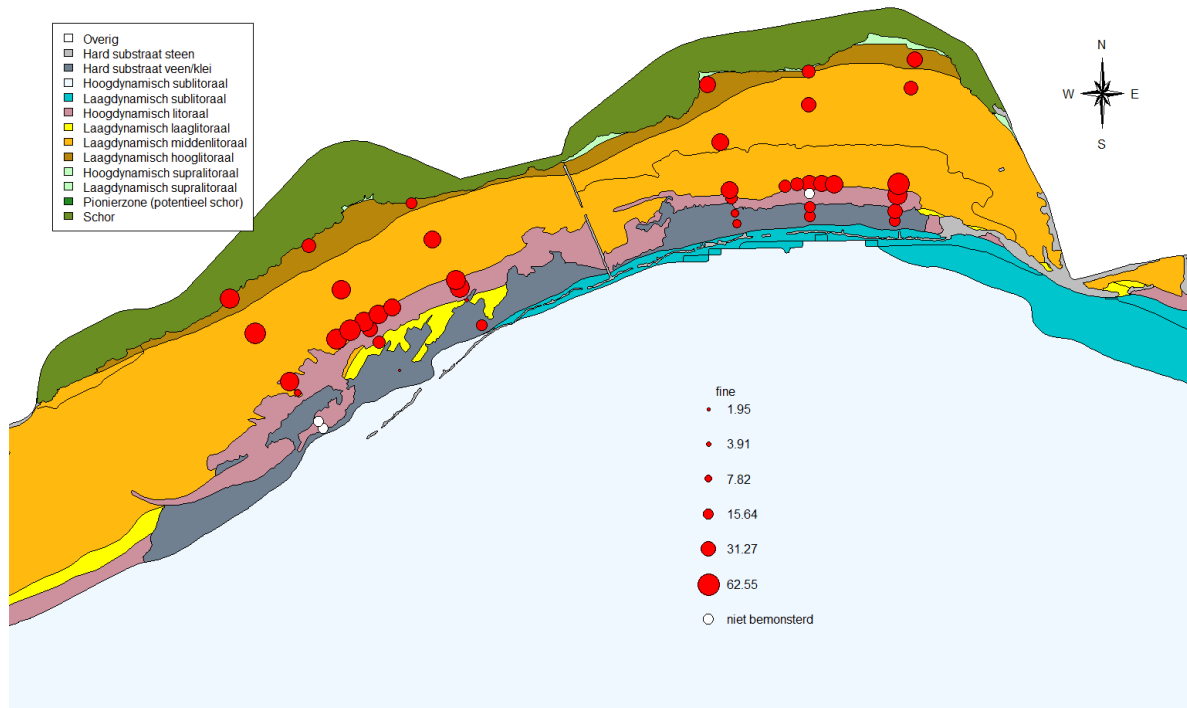 Overig
Hard substraat steen
Hard substraat veen/klei
Hoogdynamisch sublitoraal
Laagdynamisch sublitoraal
Hoogdynamisch litoraal
Laagdynamisch laaglitoraal
Laagdynamisch middenlitoraal
Laagdynamisch hooglitoraal
Hoogdynamisch supralitoraal
Laagdynamisch supralitoraal
Pionierzone (potentieel schor)
Schor
N
W E
S
fine
1.95
3.91
7.82
15.64
31.27
62.55
niet bemonsterd